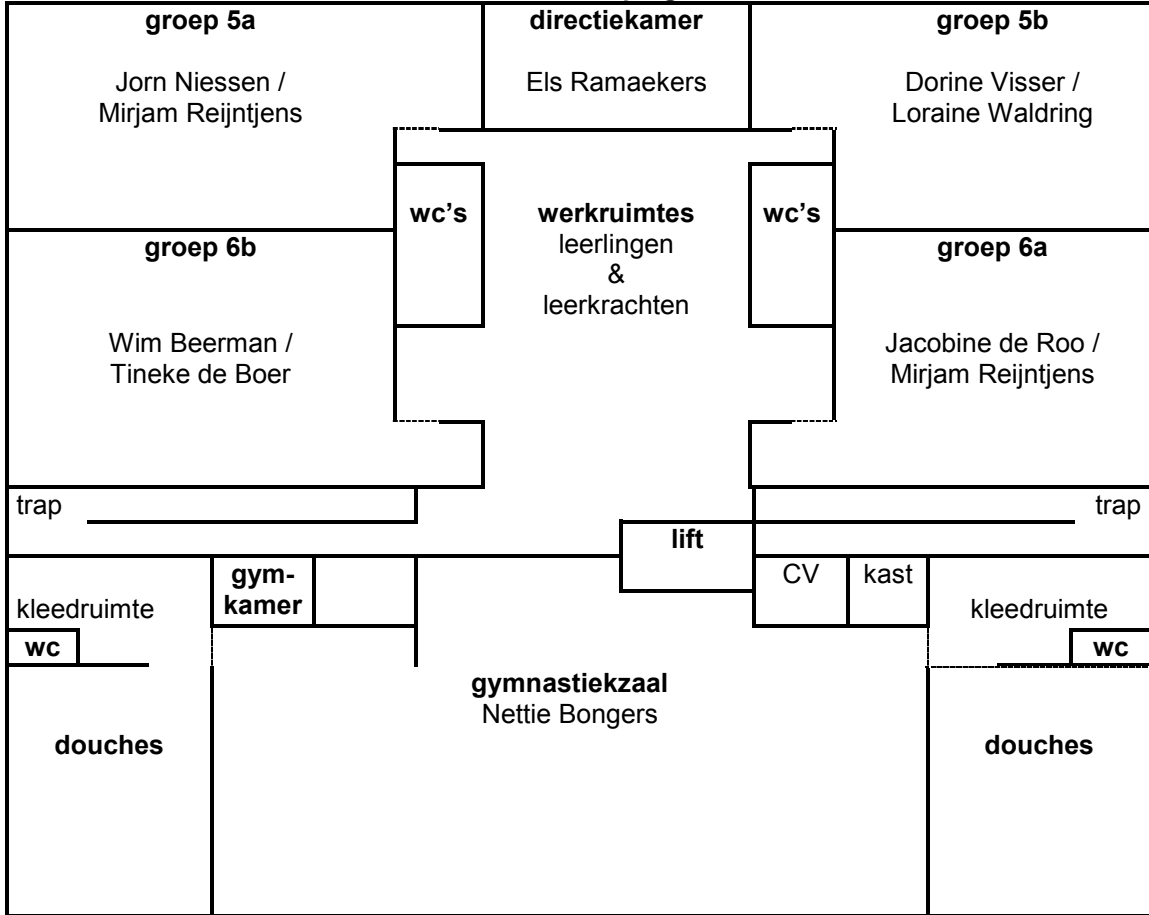 groep 5a
Jorn Niessen /
Mirjam Reijntjens
directiekamer
Els Ramaekers
groep 5b
Dorine Visser /
Loraine Waldring
wc's
werkruimtes
leerlingen
&
leerkrachten
wc's
groep 6b
Wim Beerman /
Tineke de Boer
groep 6a
Jacobine de Roo /
Mirjam Reijntjens
trap
trap
lift
kleedruimte
gym-
kamer
CV
kast
kleedruimte
wc
wc
gymnastiekzaal
Nettie Bongers
douches
douches